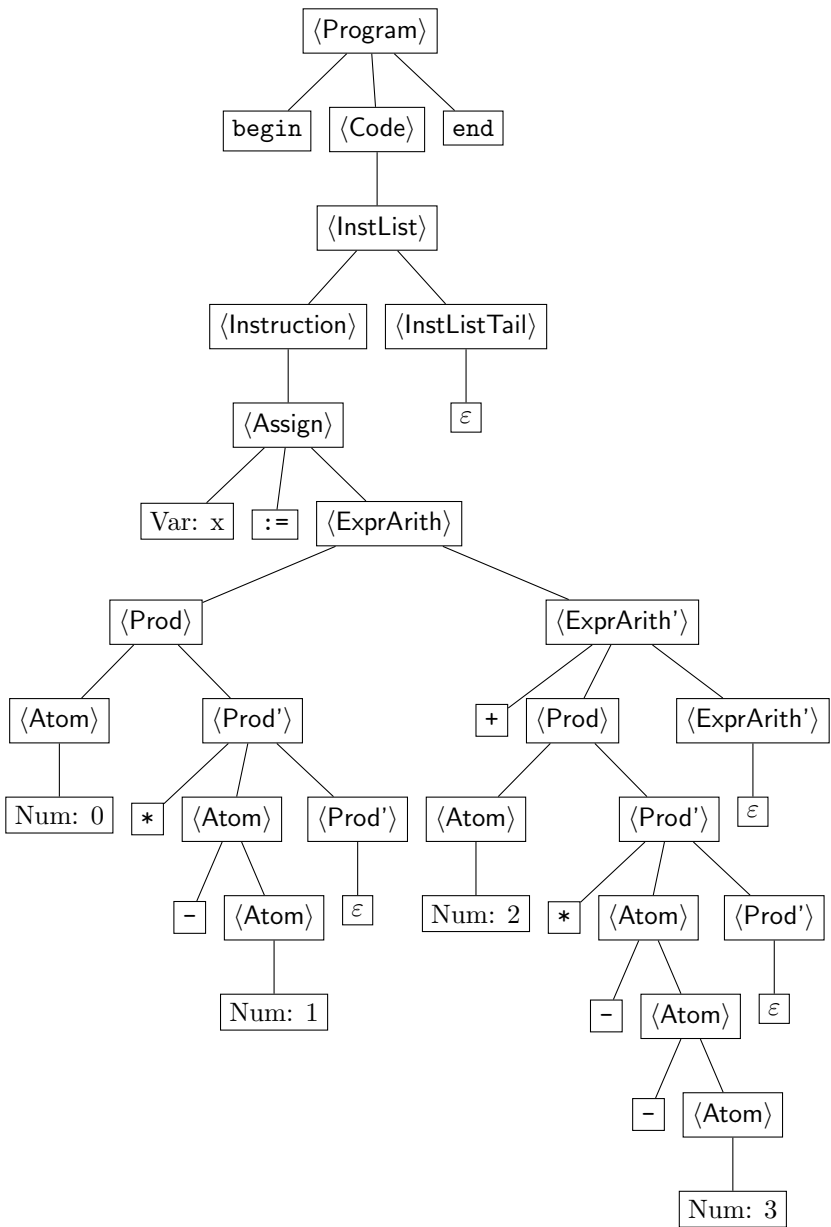 ⟨Program⟩
begin ⟨Code⟩ end
⟨InstList⟩
⟨Instruction⟩ ⟨InstListTail⟩
⟨Assign⟩ ε
Var: x := ⟨ExprArith⟩
⟨Prod⟩ ⟨ExprArith'⟩
⟨Atom⟩ ⟨Prod'⟩ + ⟨Prod⟩ ⟨ExprArith'⟩
Num: 0 * ⟨Atom⟩ ⟨Prod'⟩ ⟨Atom⟩ ⟨Prod'⟩ ε
- ⟨Atom⟩ ε Num: 2 * ⟨Atom⟩ ⟨Prod'⟩
Num: 1 - ⟨Atom⟩ ε
- ⟨Atom⟩
Num: 3